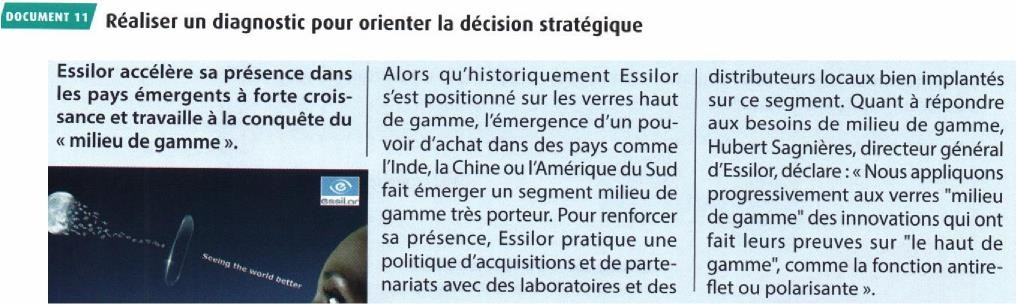 DOCUMENT 11 Réaliser un diagnostic pour orienter la décision stratégique
Essilor accélère sa présence dans
les pays émergents à forte crois-
sance et travaille à la conquête du
« milieu de gamme ».
essilor
Seeing the world better
Alors qu'historiquement Essilor
s'est positionné sur les verres haut
de gamme, l'émergence d'un pou-
voir d'achat dans des pays comme
l'Inde, la Chine ou l'Amérique du Sud
fait émerger un segment milieu de
gamme très porteur. Pour renforcer
sa présence, Essilor pratique une
politique d'acquisitions et de parte-
nariats avec des laboratoires et des
distributeurs locaux bien implantés
sur ce segment. Quant à répondre
aux besoins de milieu de gamme,
Hubert Sagnières, directeur général
d'Essilor, déclare : « Nous appliquons
progressivement aux verres "milieu
de gamme" des innovations qui ont
fait leurs preuves sur "le haut de
gamme", comme la fonction antire-
flet ou polarisante ».